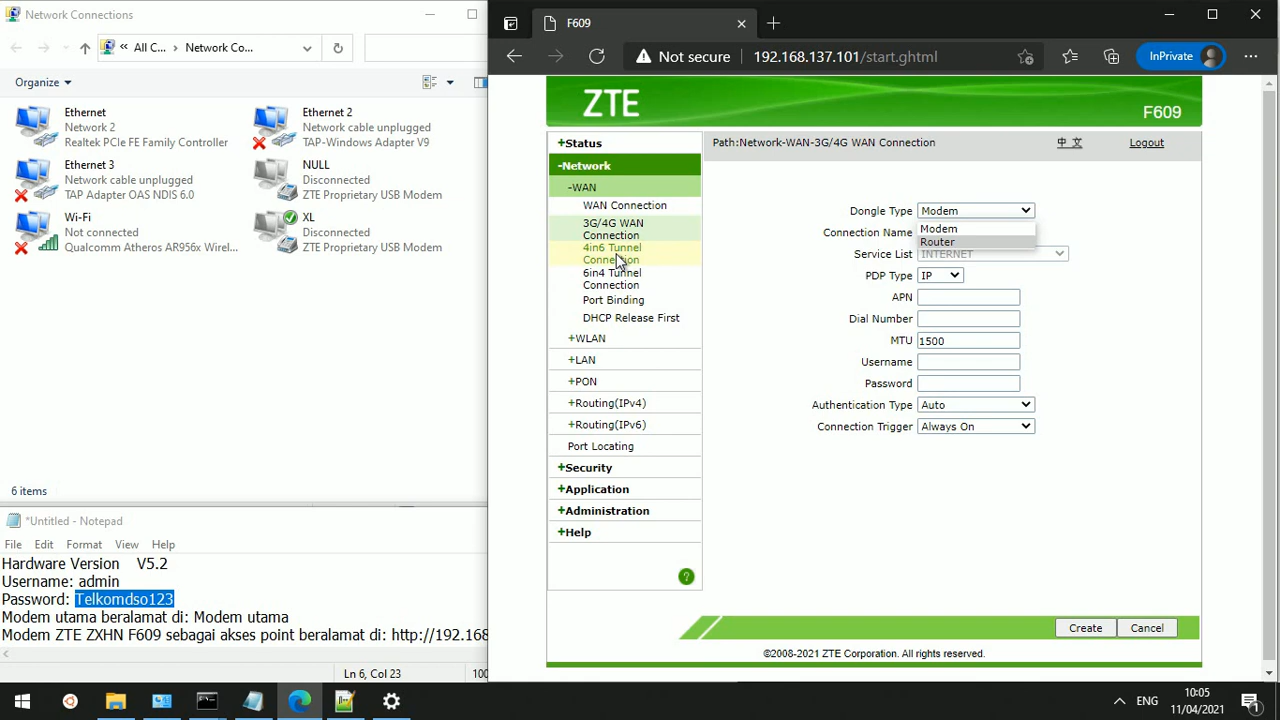 Network Connections
All C...
Network Co...
Organize
Ethernet
Network 2
Realtek PCIe FE Family Controller
Ethernet 2
Network cable unplugged
TAP-Windows Adapter V9
Ethernet 3
Network cable unplugged
TAP Adapter OAS NDIS 6.0
NULL
Disconnected
ZTE Proprietary USB Modem
Wi-Fi
Not connected
Qualcomm Atheros AR956x Wirel...
XL
Disconnected
ZTE Proprietary USB Modem
6 items
*Untitled - Notepad
File Edit Format View Help
Hardware Version V5.2
Username: admin
Password: Telkomdso123
Modem utama beralamat di: Modem utama
Modem ZTE ZXHN F609 sebagai akses point beralamat di: http://192.168
Ln 6, Col 23
100
F609
Not secure
192.168.137.101/start.ghtml
InPrivate
ZTE
F609
+Status
-Network
-WAN
WAN Connection
3G/4G WAN
Connection
4in6 Tunnel
Connection
6in4 Tunnel
Connection
Port Binding
DHCP Release First
+WLAN
+LAN
+PON
+Routing(IPv4)
+Routing(IPv6)
Port Locating
+Security
+Application
+Administration
+Help
?
Path:Network-WAN-3G/4G WAN Connection
中 文
Logout
Dongle Type Modem
Modem
Router
Connection Name
Service List INTERNET
PDP Type IP
APN
Dial Number
MTU 1500
Username
Password
Authentication Type Auto
Connection Trigger Always On
Create
Cancel
©2008-2021 ZTE Corporation. All rights reserved.
ENG
10:05
11/04/2021
1